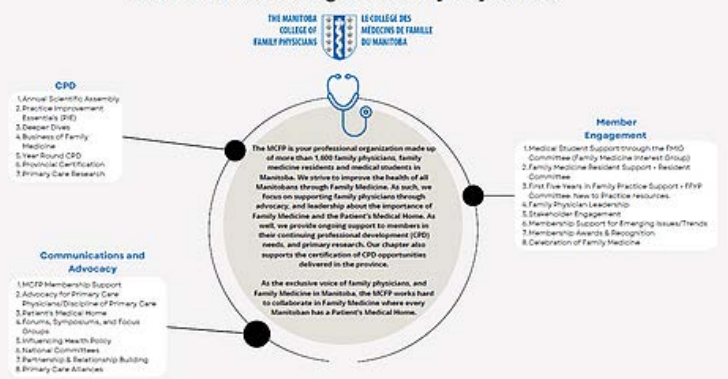 THE MANITOBA
COLLEGE OF
FAMILY PHYSICIANS
LE COLLÈGE DES
MÉDECINS DE FAMILLE
DU MANITOBA
CPD
1.Annual Scientific Assembly
2.Practice Improvement
Essentials (PIE)
3.Deeper Dives
4.Business of Family
Medicine
5.Year Round CPD
6.Provincial Certification
7.Primary Care Research
The MCFP is your professional organization made up
of more than 1,600 family physicians, family
medicine residents and medical students in
Manitoba. We strive to improve the health of all
Manitobans through Family Medicine. As such, we
focus on supporting family physicians through
advocacy, and leadership about the importance of
Family Medicine and the Patient's Medical Home. As
well, we provide ongoing support to members in
their continuing professional development (CPD)
needs, and primary research. Our chapter also
supports the certification of CPD opportunities
delivered in the province.
As the exclusive voice of family physicians, and
Family Medicine in Manitoba, the MCFP works hard
to collaborate in Family Medicine where every
Manitoban has a Patient's Medical Home.
Member
Engagement
1.Medical Student Support through the FMIG
Committee (Family Medicine Interest Group)
2.Family Medicine Resident Support + Resident
Committee
3.First Five Years in Family Practice Support + FFYP
Committee. New to Practice resources.
4.Family Physician Leadership
5.Stakeholder Engagement
6.Membership Support for Emerging Issues/Trends
7.Membership Awards & Recognition
8.Celebration of Family Medicine
Communications and
Advocacy
1.MCFP Membership Support
2.Advocacy for Primary Care
Physicians/Discipline of Primary Care
3.Patient's Medical Home
4.Forums, Symposiums, and Focus
Groups
5.Influencing Health Policy
6.National Committees
7.Partnership & Relationship Building
8.Primary Care Alliances